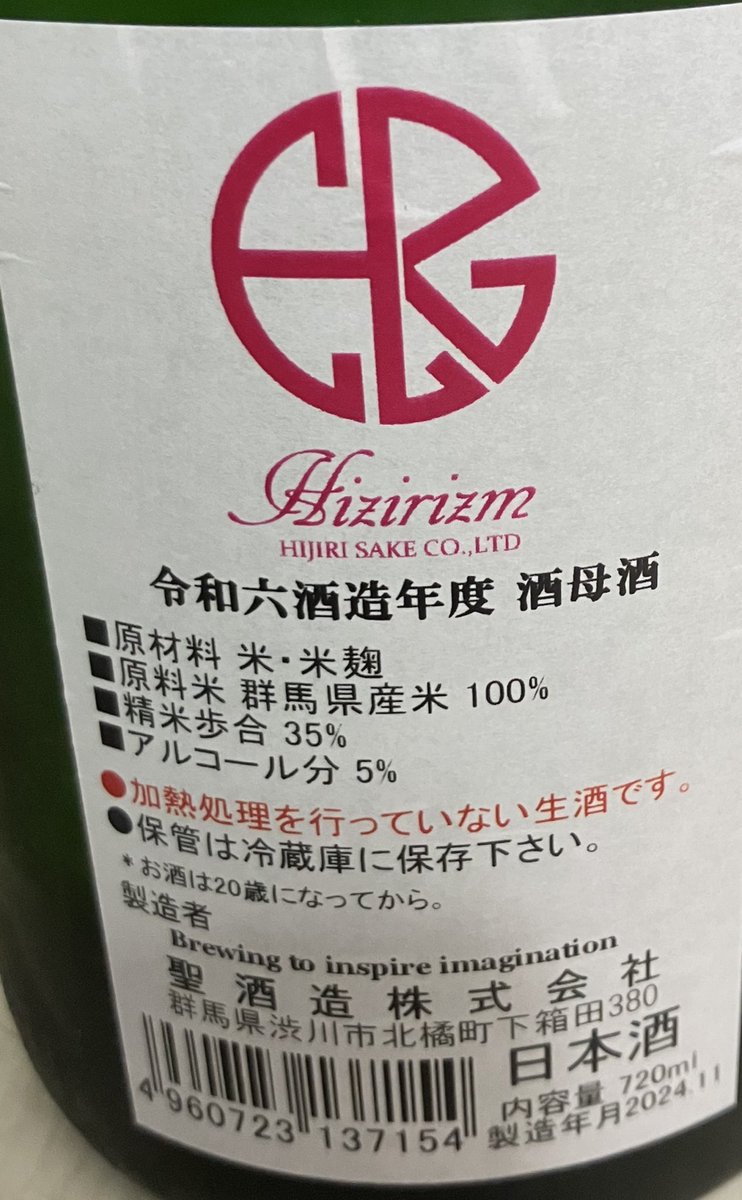 Hizirizm
HIJIRI SAKE CO.,LTD
令和六酒造年度 酒母酒
■原材料 米・米麹
■原料米 群馬県産米 100%
■精米歩合 35%
■アルコール分 5%
●加熱処理を行っていない生酒です。
●保管は冷蔵庫に保存下さい。
*お酒は20歳になってから。
製造者
Brewing to inspire imagination
聖酒造株式会社
群馬県渋川市北橘町下箱田380
日本酒
内容量 720ml
製造年月2024.11
4 960723 137154